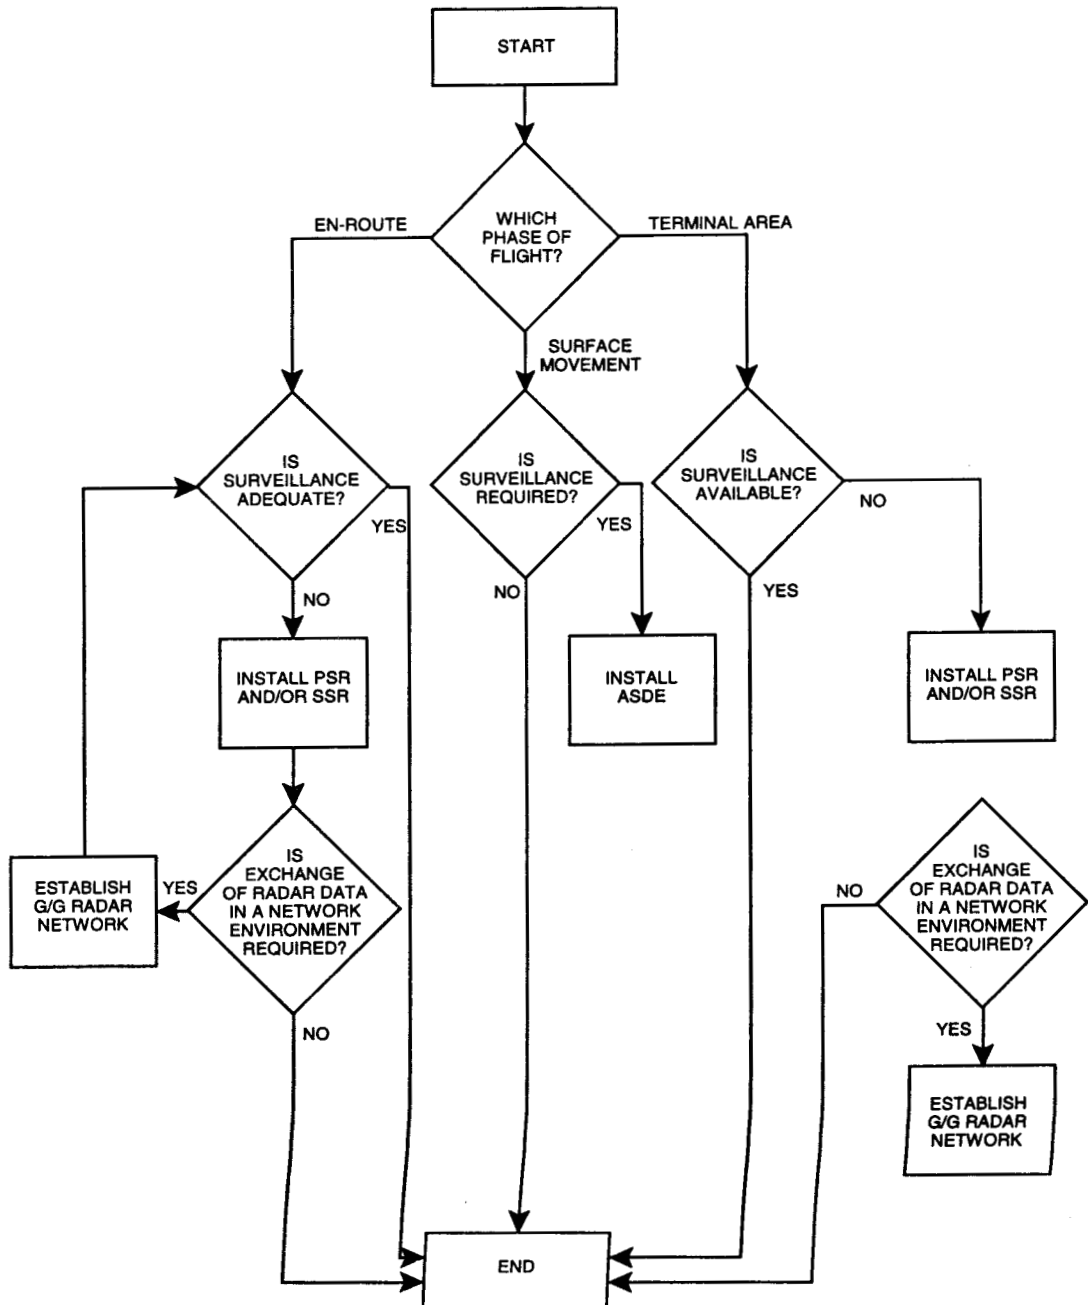 START
WHICH
PHASE OF
FLIGHT?
EN-ROUTE
TERMINAL AREA
SURFACE
MOVEMENT
IS
SURVEILLANCE
ADEQUATE?
YES
NO
IS
SURVEILLANCE
REQUIRED?
YES
NO
IS
SURVEILLANCE
AVAILABLE?
NO
YES
INSTALL PSR
AND/OR SSR
INSTALL
ASDE
INSTALL PSR
AND/OR SSR
IS
EXCHANGE
OF RADAR DATA
IN A NETWORK
ENVIRONMENT
REQUIRED?
YES
NO
ESTABLISH
G/G RADAR
NETWORK
IS
EXCHANGE
OF RADAR DATA
IN A NETWORK
ENVIRONMENT
REQUIRED?
NO
YES
ESTABLISH
G/G RADAR
NETWORK
END